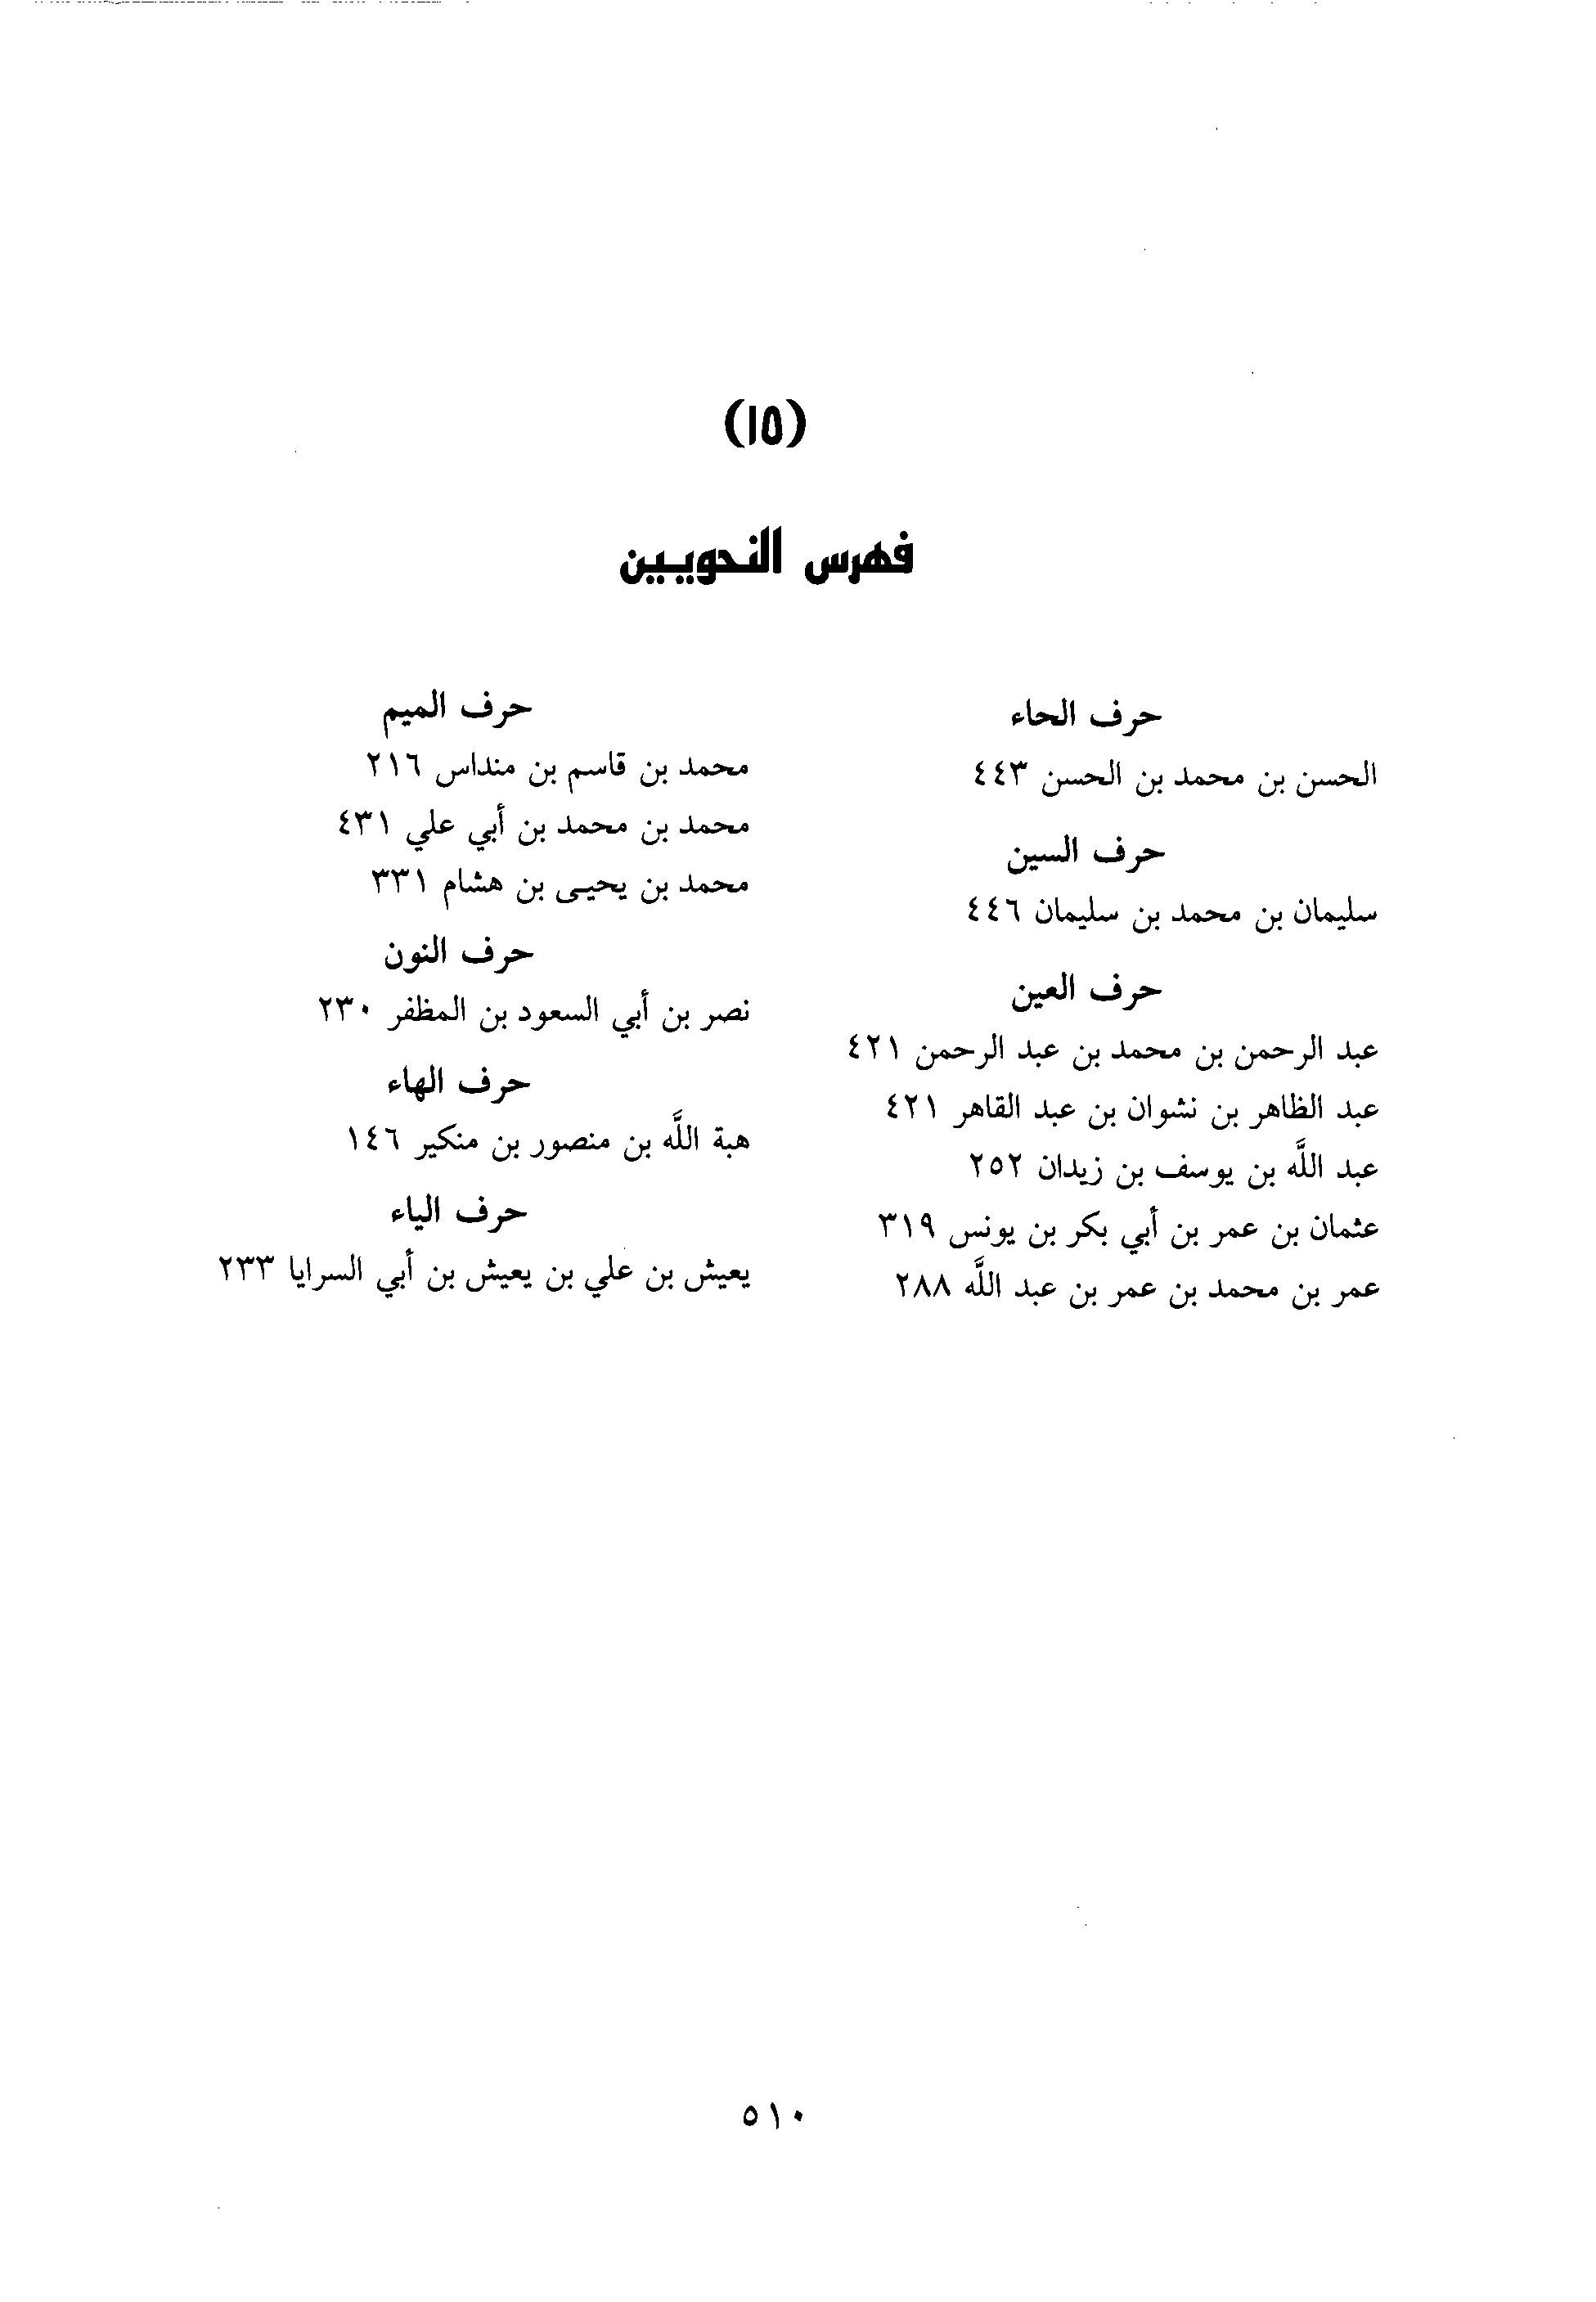 (١٥)
فهرس النحويين
حرف الحاء
الحسن بن محمد بن الحسن ٤٤٣
حرف السين
سليمان بن محمد بن سليمان ٤٤٦
حرف العين
عبد الرحمن بن محمد بن عبد الرحمن ٤٢١
عبد الظاهر بن نشوان بن عبد القاهر ٤٢١
عبد اللَّه بن يوسف بن زيدان ٢٥٢
عثمان بن عمر بن أبي بكر بن يونس ٣١٩
عمر بن محمد بن عمر بن عبد اللَّه ٢٨٨
حرف الميم
محمد بن قاسم بن منداس ٢١٦
محمد بن محمد بن أبي علي ٤٣١
محمد بن يحيى بن هشام ٣٣١
حرف النون
نصر بن أبي السعود بن المظفر ٢٣٠
حرف الهاء
هبة اللَّه بن منصور بن منكير ١٤٦
حرف الياء
يعيش بن علي بن يعيش بن أبي السرايا ٢٣٣
٥١٠